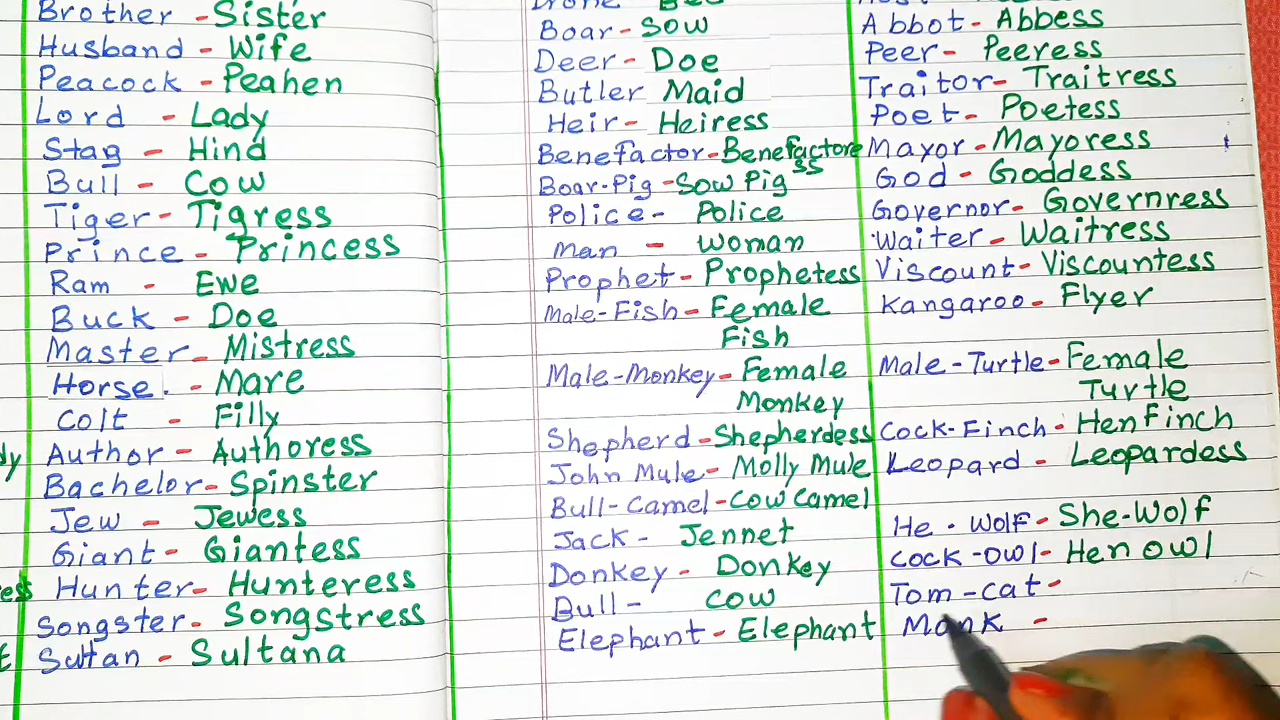 Brother - Sister
Husband - Wife
Peacock - Peahen
Lord - Lady
Stag - Hind
Bull - Cow
Tiger - Tigress
Prince - Princess
Ram - Ewe
Buck - Doe
Master - Mistress
Horse. - Mare
Colt - Filly
Author - Authoress
Bachelor - Spinster
Jew - Jewess
Giant - Giantess
Hunter - Hunteress
Songster - Songstress
Sultan - Sultana
Boar - Sow
Deer - Doe
Butler Maid
Heir - Heiress
Benefactor - Benefactore
ss
Boar-Pig - Sow Pig
Police - Police
Man - Woman
Prophet - Prophetess
Male-Fish - Female
Fish
Male-Monkey - Female
Monkey
Shepherd - Shepherdess
John Mule - Molly Mule
Bull-Camel - Cow Camel
Jack - Jennet
Donkey - Donkey
Bull - Cow
Elephant - Elephant
Abbot - Abbess
Peer - Peeress
Traitor - Traitress
Poet - Poetess
Mayor - Mayoress
God - Goddess
Governor - Governress
Waiter - Waitress
Viscount - Viscountess
Kangaroo - Flyer
Male-Turtle - Female
Turtle
Cock-Finch - Hen Finch
Leopard - Leopardess
He-Wolf - She-Wolf
Cock-Owl - Hen Owl
Tom-cat -
Monk -